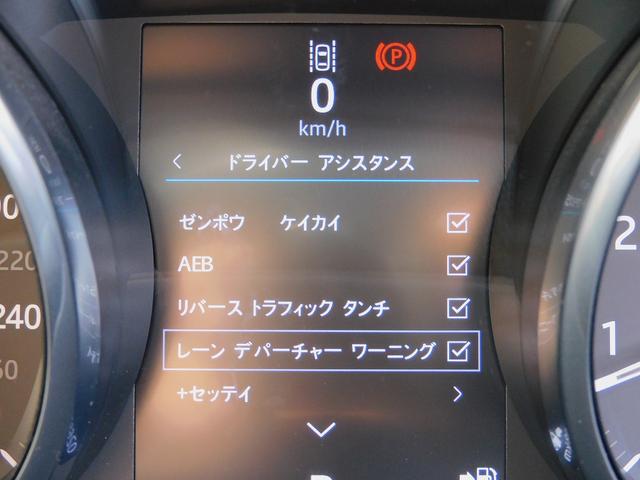 P
0
km/h
ドライバー アシスタンス
ゼンポウ ケイカイ
AEB
リバース トラフィック タンチ
レーン デパーチャー ワーニング
+セッテイ
220
240
2
1